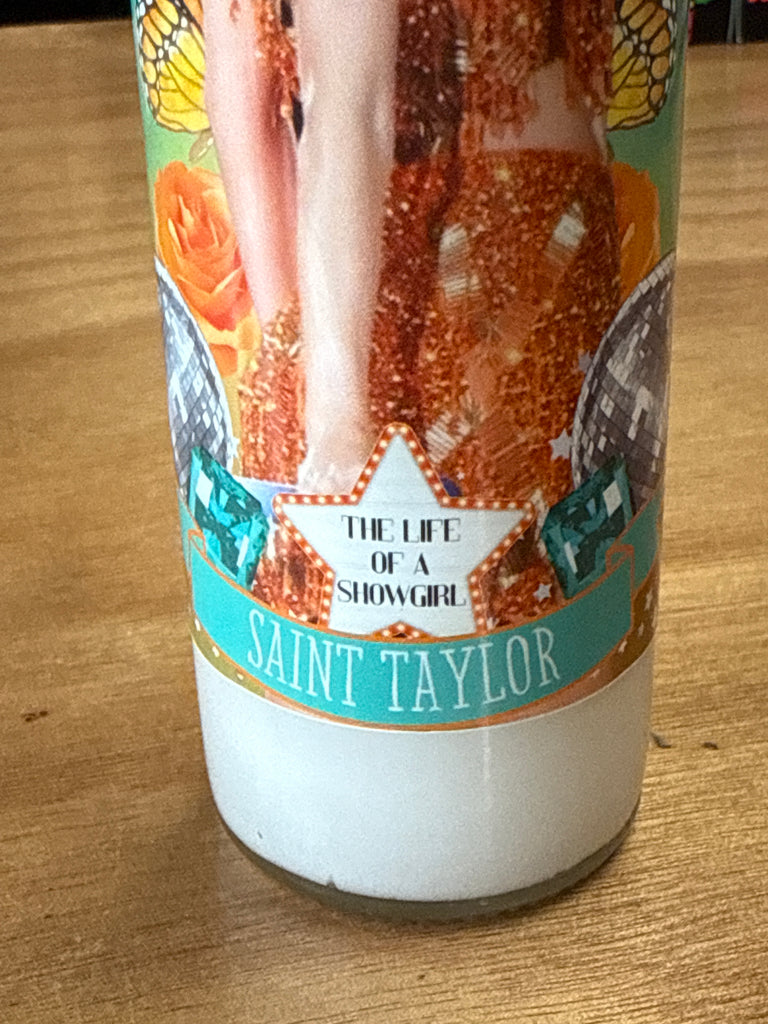 THE LIFE
OF A
SHOWGIRL
SAINT TAYLOR